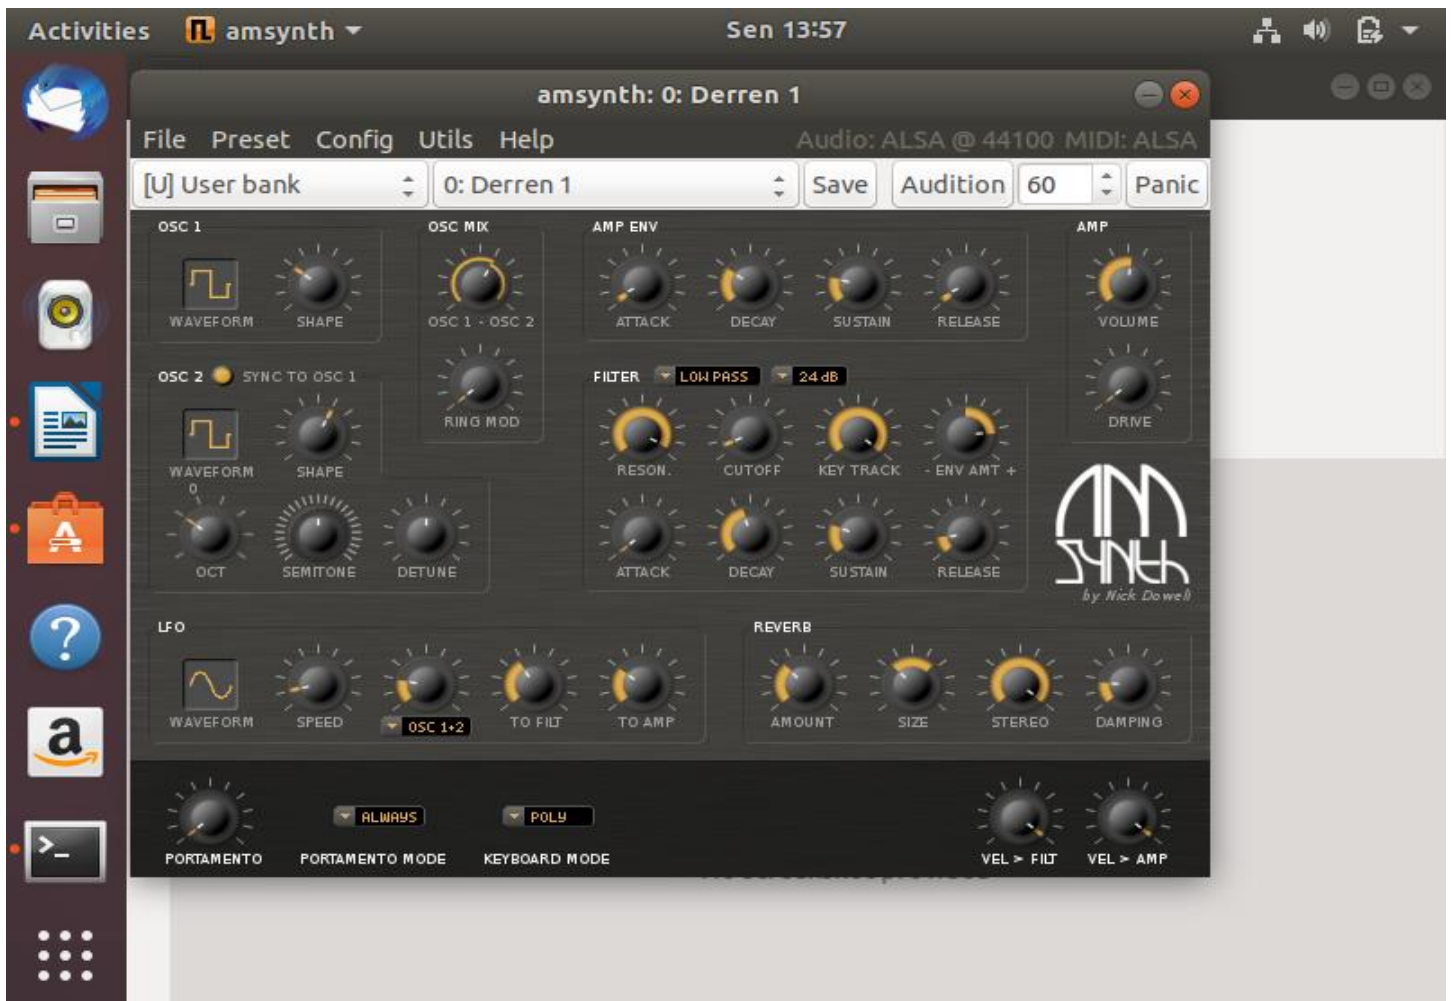 Activities amsynth Sen 13:57
amsynth: 0: Derren 1
File Preset Config Utils Help Audio: ALSA @ 44100 MIDI: ALSA
[U] User bank 0: Derren 1 Save Audition 60 Panic
OSC 1 OSC MIX AMP ENV AMP
WAVEFORM SHAPE OSC 1 - OSC 2 ATTACK DECAY SUSTAIN RELEASE VOLUME
OSC 2 SYNC TO OSC 1 FILTER LOW PASS 24 dB
RING MOD DRIVE
WAVEFORM SHAPE RESON. CUTOFF KEY TRACK - ENV AMT +
0
AM
SYNTH
OCT SEMITONE DETUNE ATTACK DECAY SUSTAIN RELEASE
by Nick Dowell
LFO REVERB
WAVEFORM SPEED OSC 1+2 TO FILT TO AMP AMOUNT SIZE STEREO DAMPING
ALWAYS POLY
PORTAMENTO PORTAMENTO MODE KEYBOARD MODE VEL > FILT VEL > AMP
a